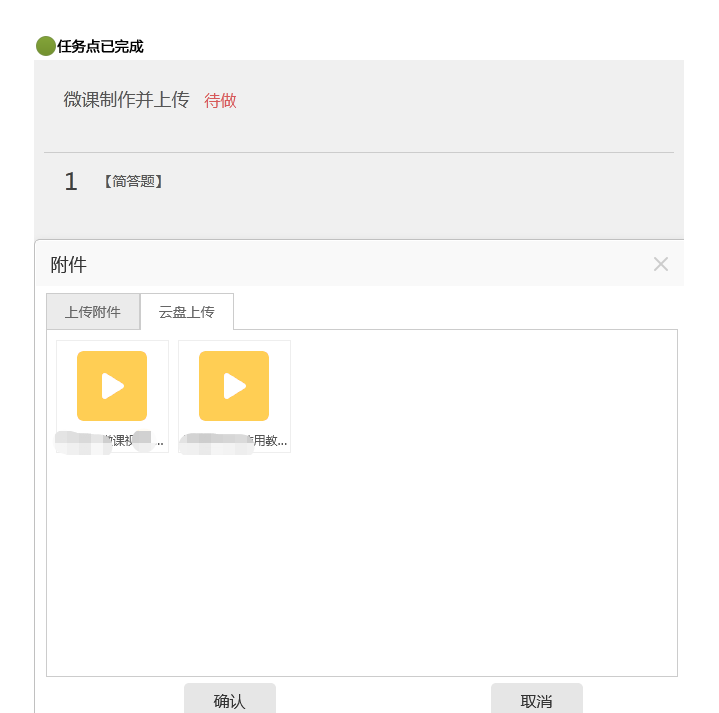 任务点已完成
微课制作并上传 待做
1 【简答题】
附件
上传附件 云盘上传
微课视...
用教...
确认 取消